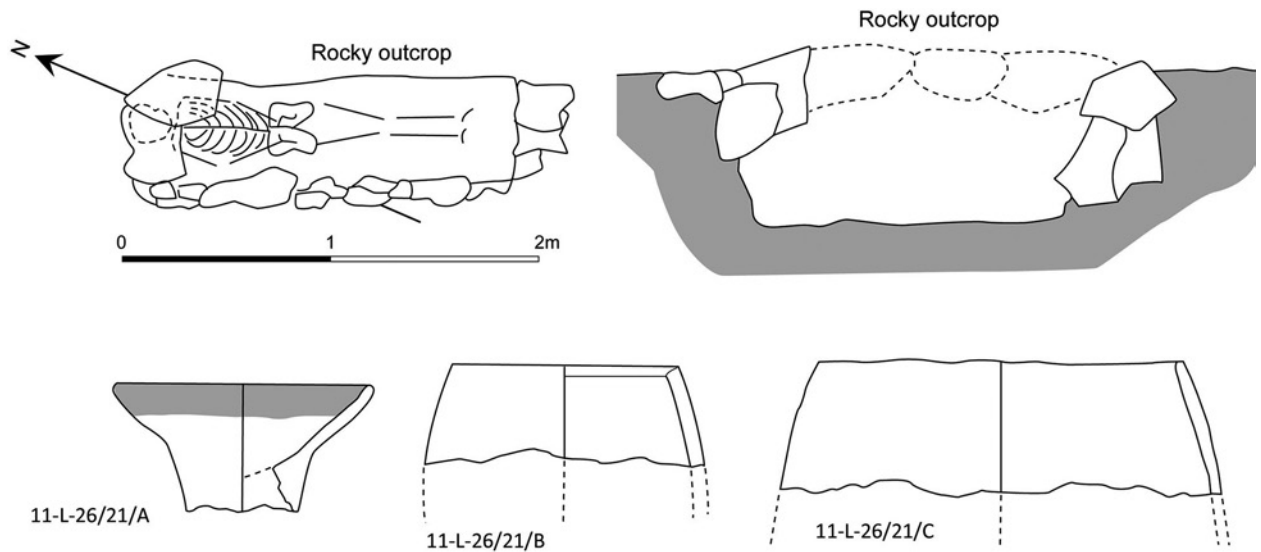 Rocky outcrop
N
Rocky outcrop
0 1 2m
11-L-26/21/A
11-L-26/21/B
11-L-26/21/C